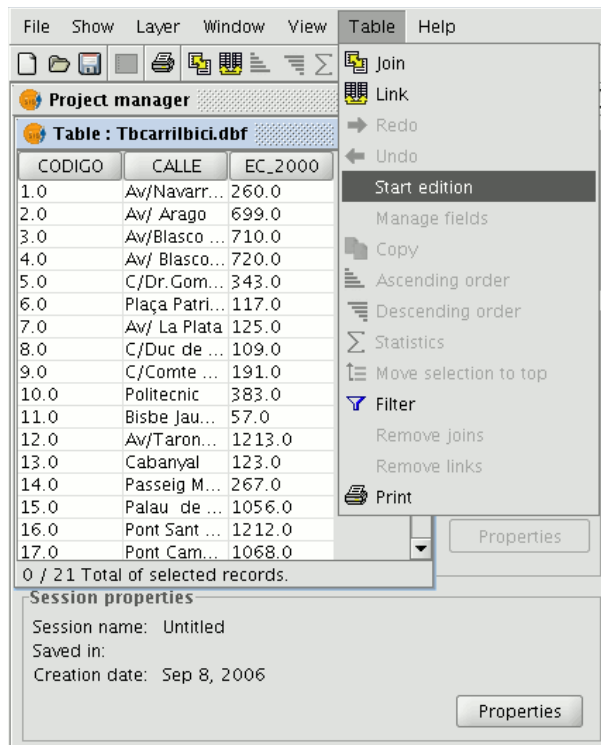 File Show Layer Window View Table Help
Join
Link
Redo
Undo
Start edition
Manage fields
Copy
Ascending order
Descending order
Statistics
Move selection to top
Filter
Remove joins
Remove links
Print
Project manager
Table : Tbcarrilbici.dbf
CODIGO CALLE EC_2000
1.0 Av/Navarr... 260.0
2.0 Av/ Arago 699.0
3.0 Av/Blasco ... 710.0
4.0 Av/ Blasco... 720.0
5.0 C/Dr.Gom... 343.0
6.0 Plaça Patri... 117.0
7.0 Av/ La Plata 125.0
8.0 C/Duc de ... 109.0
9.0 C/Comte ... 191.0
10.0 Politecnic 383.0
11.0 Bisbe Jau... 57.0
12.0 Av/Taron... 1213.0
13.0 Cabanyal 123.0
14.0 Passeig M... 267.0
15.0 Palau de ... 1056.0
16.0 Pont Sant ... 1212.0
17.0 Pont Cam... 1068.0
0 / 21 Total of selected records.
Properties
Session properties
Session name: Untitled
Saved in:
Creation date: Sep 8, 2006
Properties